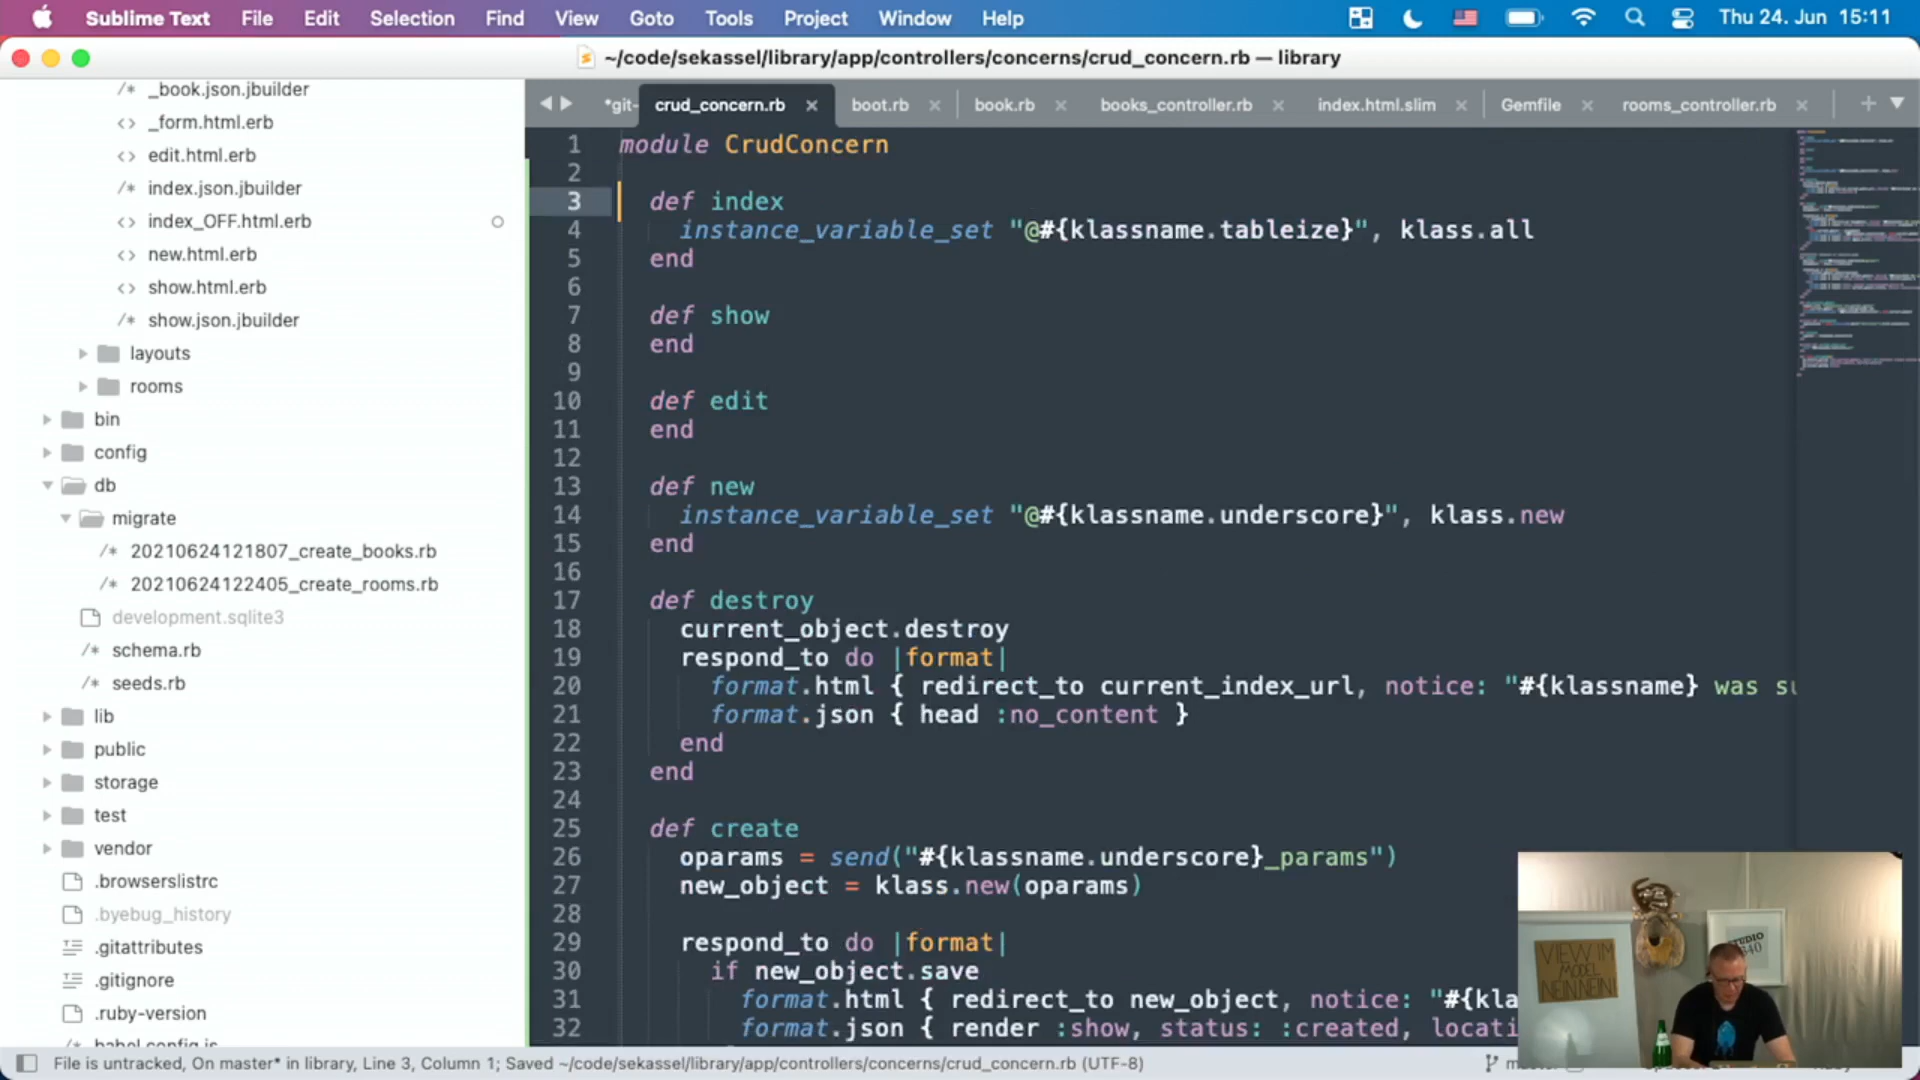 Sublime Text File Edit Selection Find View Goto Tools Project Window Help Thu 24. Jun 15:11
~/code/sekassel/library/app/controllers/concerns/crud_concern.rb — library
*git- crud_concern.rb boot.rb book.rb books_controller.rb index.html.slim Gemfile rooms_controller.rb
/* _book.json.jbuilder
<> _form.html.erb
<> edit.html.erb
/* index.json.jbuilder
<> index_OFF.html.erb
<> new.html.erb
<> show.html.erb
/* show.json.jbuilder
layouts
rooms
bin
config
db
migrate
/* 20210624121807_create_books.rb
/* 20210624122405_create_rooms.rb
development.sqlite3
/* schema.rb
/* seeds.rb
lib
public
storage
test
vendor
.browserslistrc
.byebug_history
.gitattributes
.gitignore
.ruby-version
babel.config.js
1 module CrudConcern
2
3 def index
4 instance_variable_set "@#{klassname.tableize}", klass.all
5 end
6
7 def show
8 end
9
10 def edit
11 end
12
13 def new
14 instance_variable_set "@#{klassname.underscore}", klass.new
15 end
16
17 def destroy
18 current_object.destroy
19 respond_to do |format|
20 format.html { redirect_to current_index_url, notice: "#{klassname} was su
21 format.json { head :no_content }
22 end
23 end
24
25 def create
26 oparams = send("#{klassname.underscore}_params")
27 new_object = klass.new(oparams)
28
29 respond_to do |format|
30 if new_object.save
31 format.html { redirect_to new_object, notice: "#{kla
32 format.json { render :show, status: :created, locati
VIEW IM
MODEL
NEIN NEIN!
STUDIO
File is untracked, On master* in library, Line 3, Column 1; Saved ~/code/sekassel/library/app/controllers/concerns/crud_concern.rb (UTF-8)